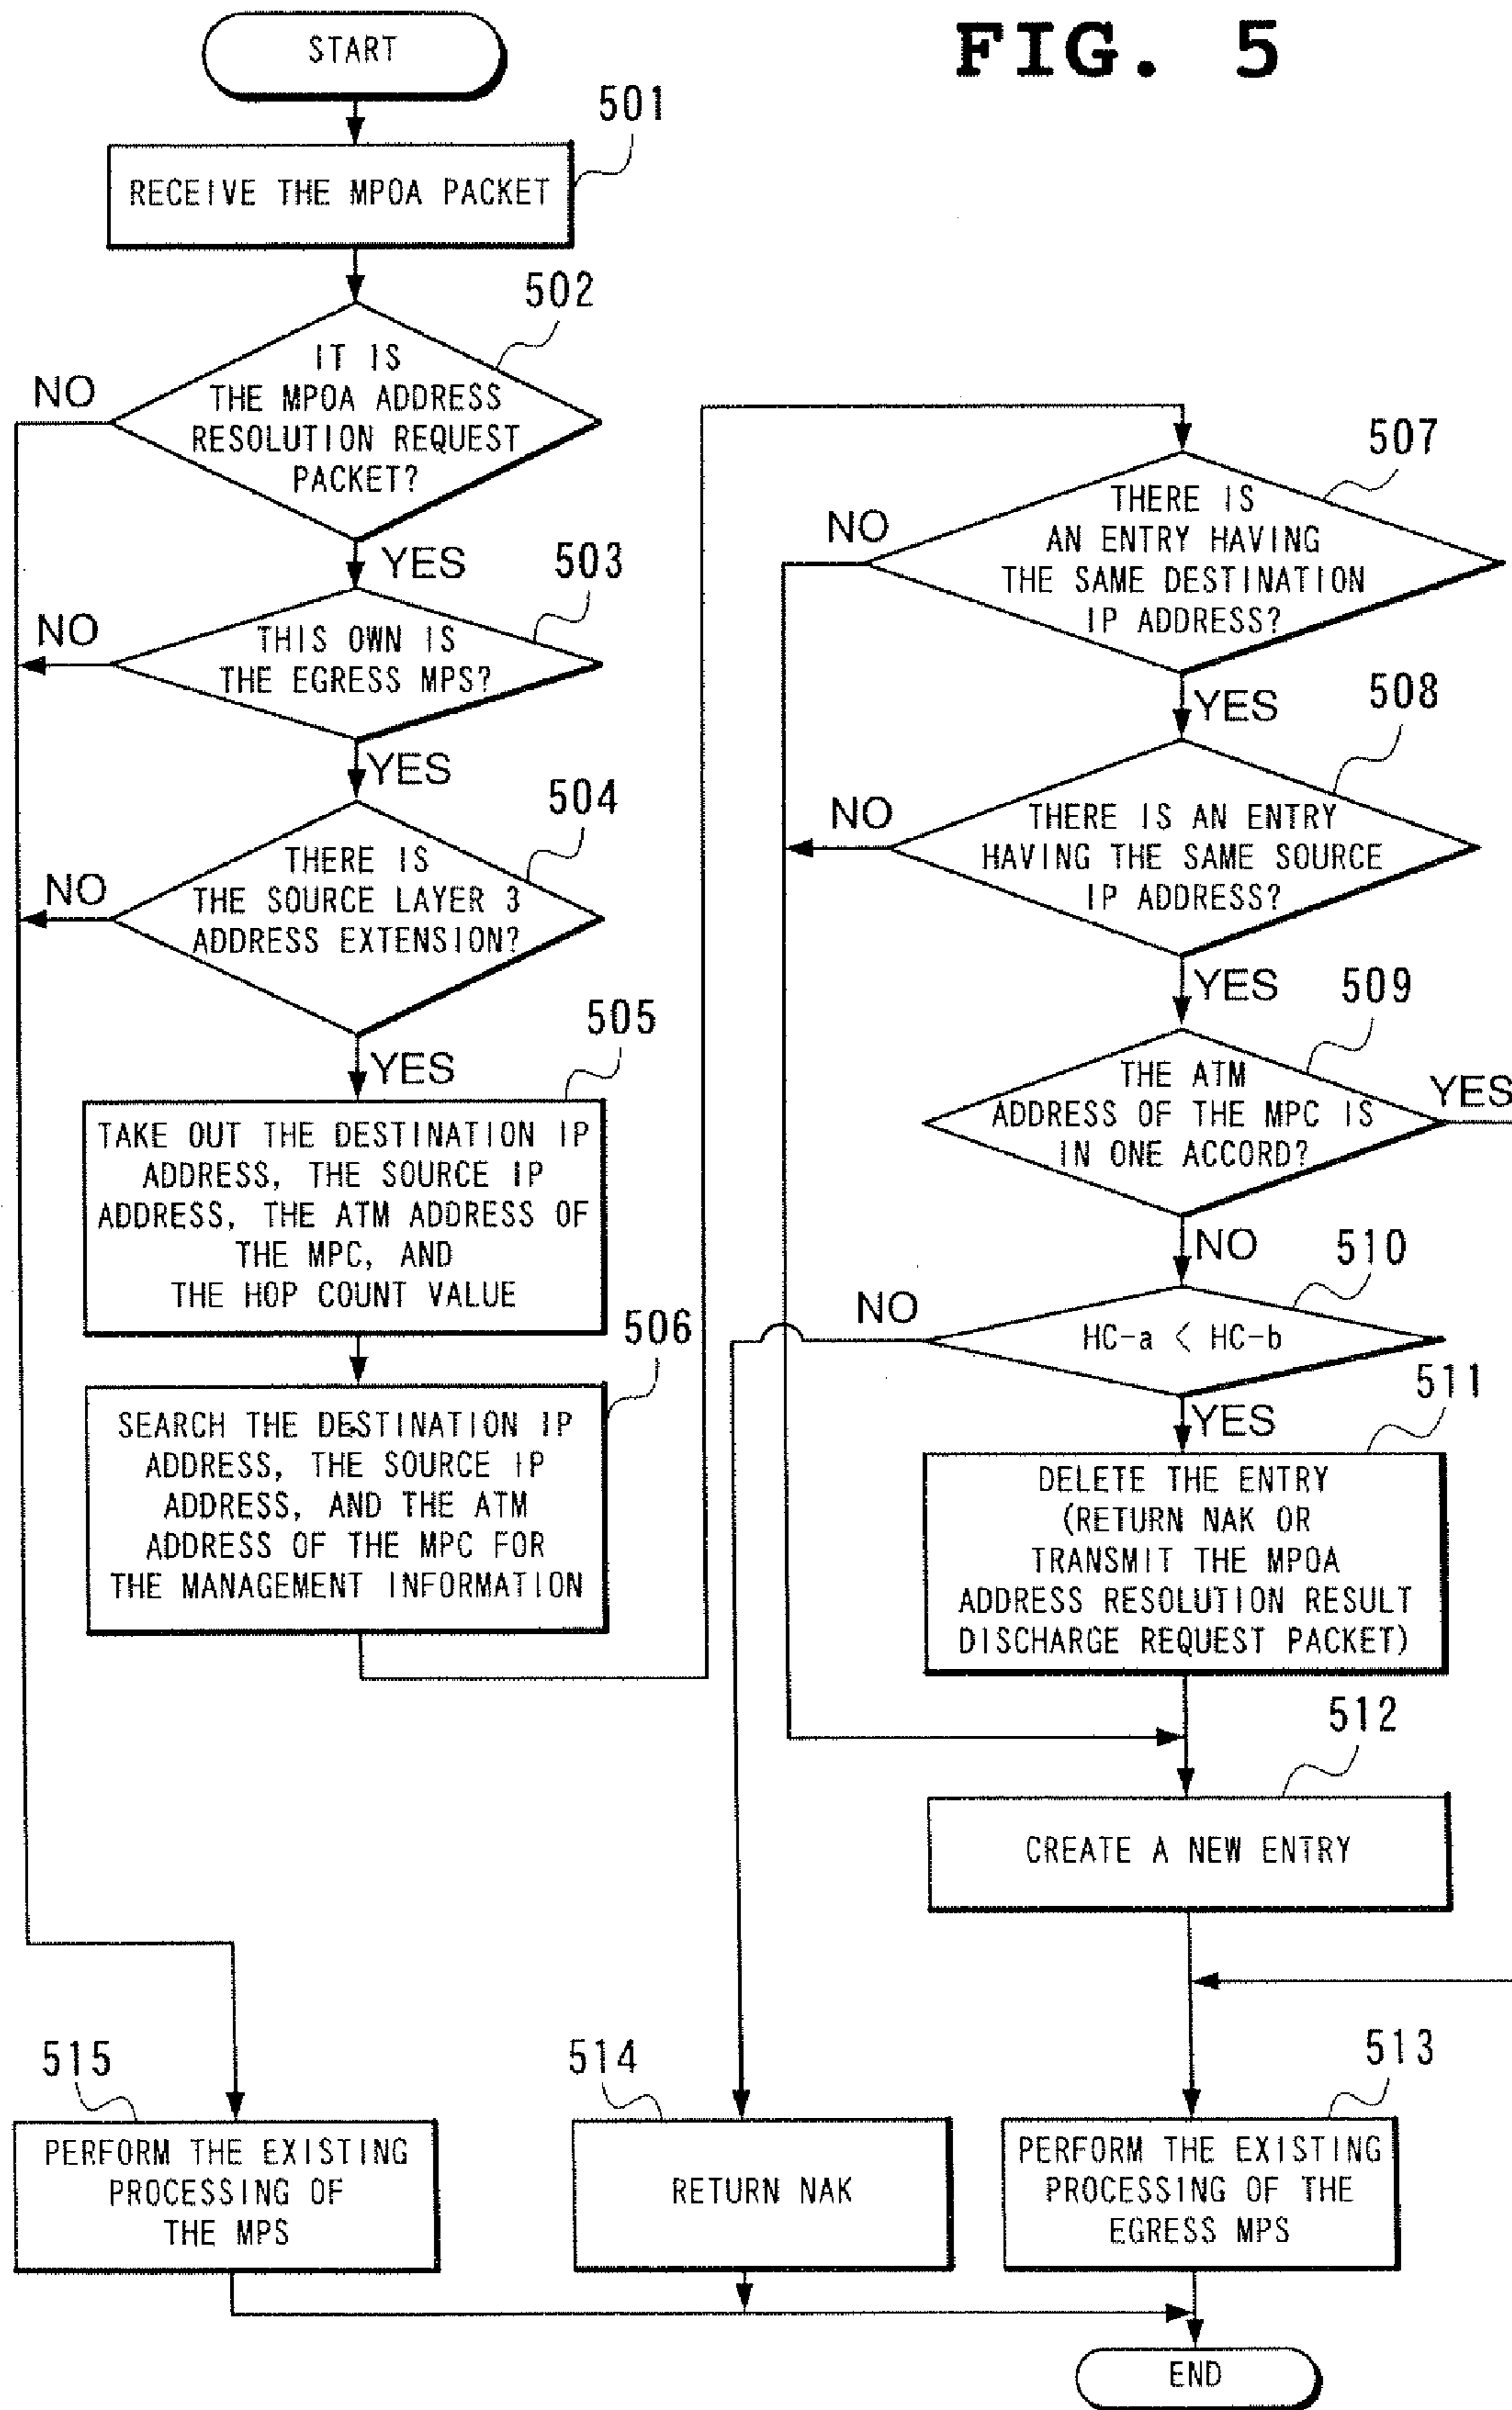 FIG. 5
START
501
RECEIVE THE MPOA PACKET
502
IT IS
THE MPOA ADDRESS
RESOLUTION REQUEST
PACKET?
NO
YES
503
THIS OWN IS
THE EGRESS MPS?
NO
YES
504
THERE IS
THE SOURCE LAYER 3
ADDRESS EXTENSION?
NO
YES
505
TAKE OUT THE DESTINATION IP
ADDRESS, THE SOURCE IP
ADDRESS, THE ATM ADDRESS OF
THE MPC, AND
THE HOP COUNT VALUE
506
SEARCH THE DESTINATION IP
ADDRESS, THE SOURCE IP
ADDRESS, AND THE ATM
ADDRESS OF THE MPC FOR
THE MANAGEMENT INFORMATION
507
THERE IS
AN ENTRY HAVING
THE SAME DESTINATION
IP ADDRESS?
NO
YES
508
THERE IS AN ENTRY
HAVING THE SAME SOURCE
IP ADDRESS?
NO
YES
509
THE ATM
ADDRESS OF THE MPC IS
IN ONE ACCORD?
YES
NO
510
HC-a < HC-b
NO
YES
511
DELETE THE ENTRY
(RETURN NAK OR
TRANSMIT THE MPOA
ADDRESS RESOLUTION RESULT
DISCHARGE REQUEST PACKET)
512
CREATE A NEW ENTRY
515
PERFORM THE EXISTING
PROCESSING OF
THE MPS
514
RETURN NAK
513
PERFORM THE EXISTING
PROCESSING OF THE
EGRESS MPS
END